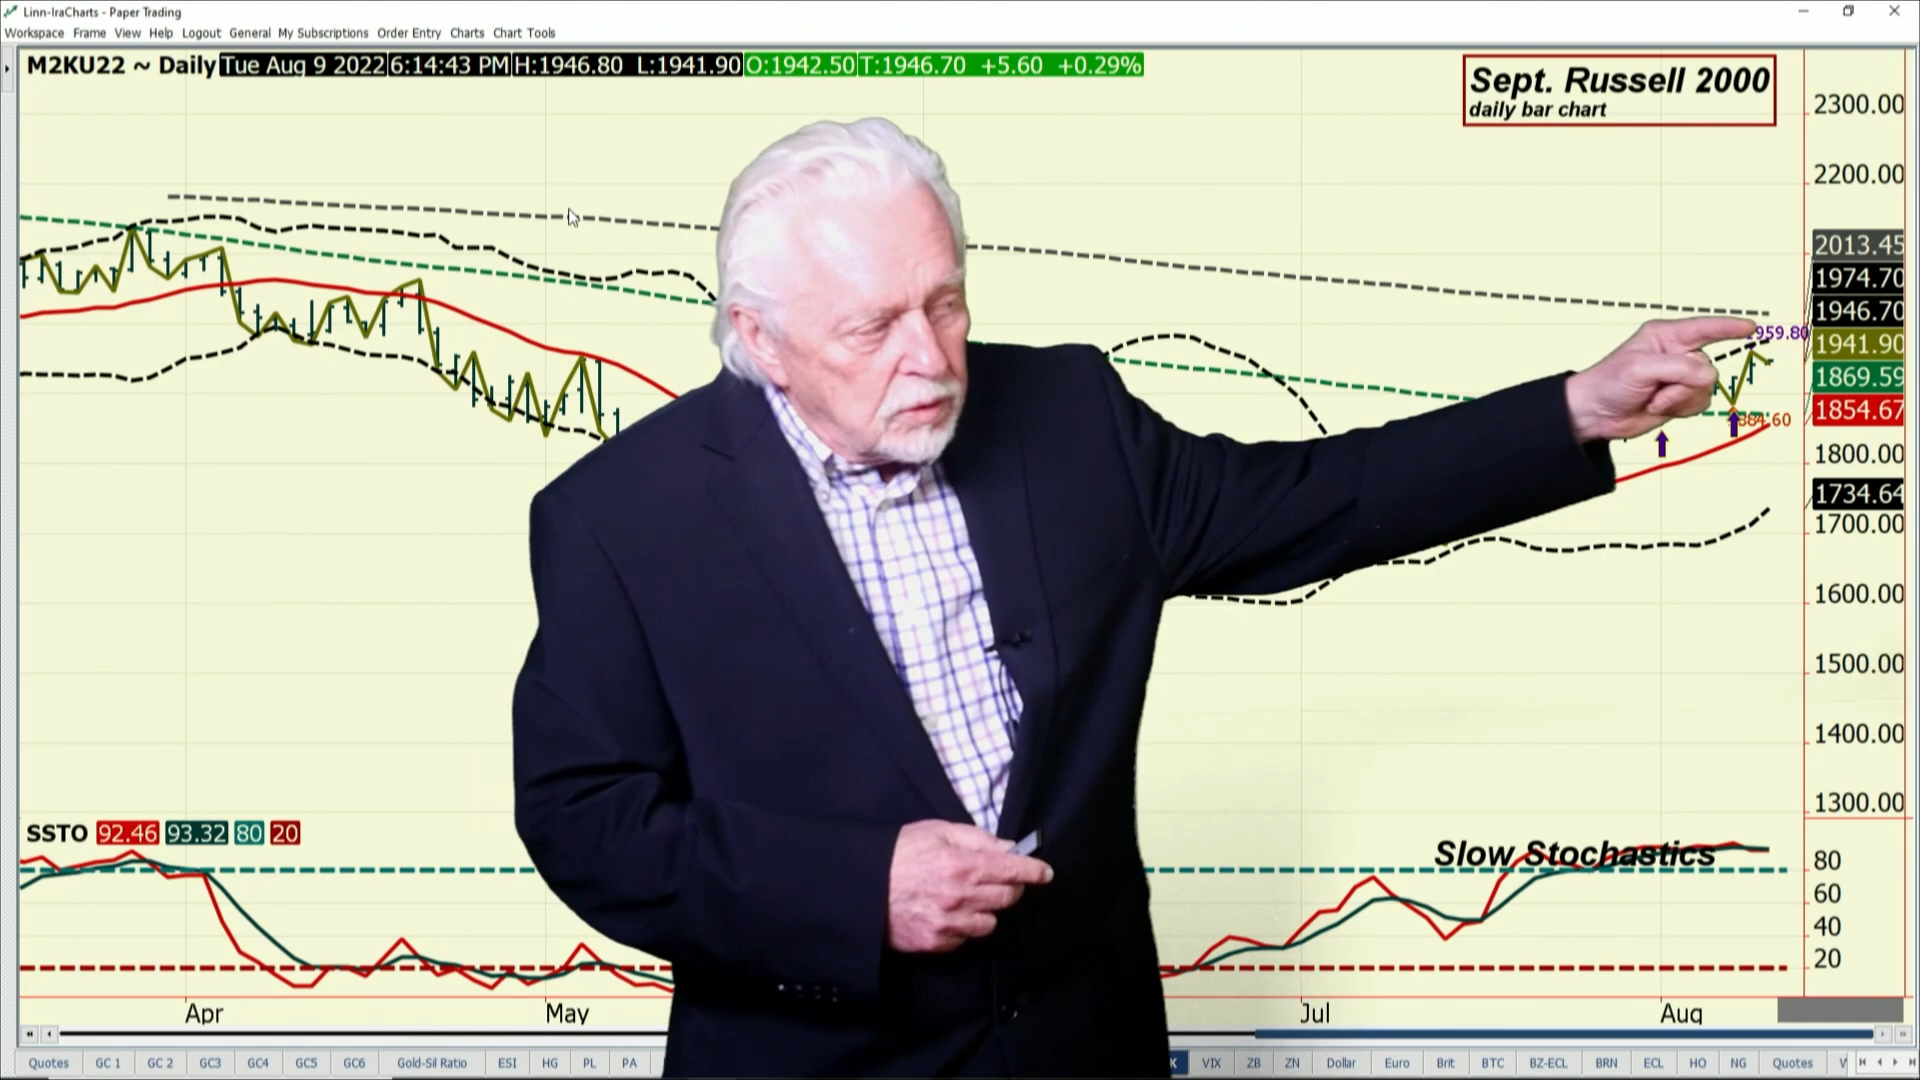 Linn-IraCharts - Paper Trading
Workspace Frame View Help Logout General My Subscriptions Order Entry Charts Chart Tools
M2KU22 ~ Daily Tue Aug 9 2022 6:14:43 PM H:1946.80 L:1941.90 O:1942.50 T:1946.70 +5.60 +0.29%
Sept. Russell 2000
daily bar chart
2300.00
2200.00
2013.45
1974.70
1946.70
959.80
1941.90
1869.59
1854.67
884.60
1800.00
1734.64
1700.00
1600.00
1500.00
1400.00
1300.00
SSTO 92.46 93.32 80 20
Slow Stochastics
80
60
40
20
Apr May Jul Aug
Quotes GC 1 GC 2 GC3 GC4 GC5 GC6 Gold-Sil Ratio ESI HG PL PA K VIX ZB ZN Dollar Euro Brit BTC BZ-ECL BRN ECL HO NG Quotes